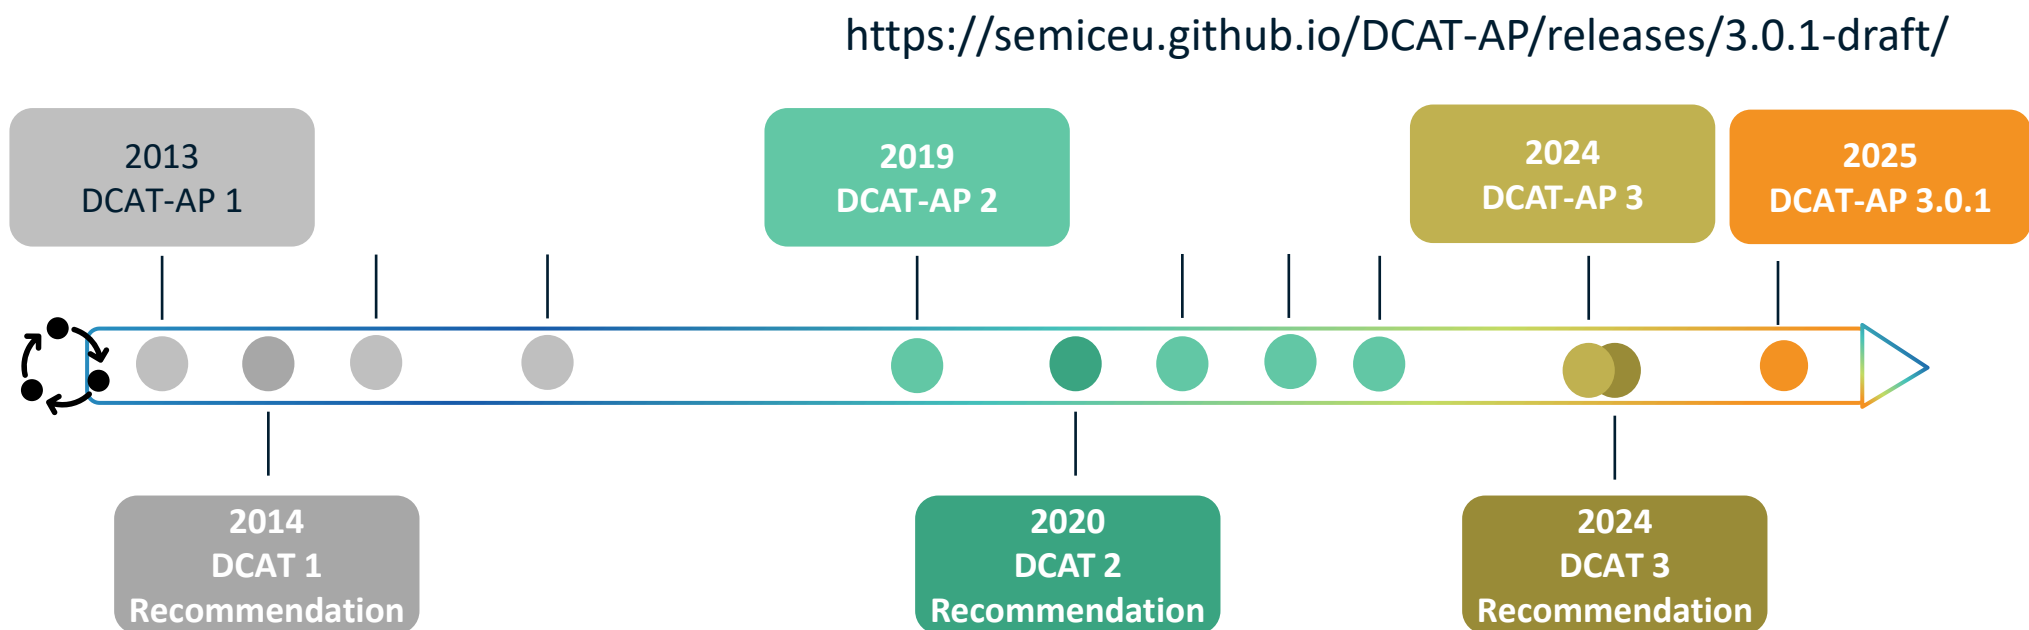 https://semiceu.github.io/DCAT-AP/releases/3.0.1-draft/
2013
DCAT-AP 1
2019
DCAT-AP 2
2024
DCAT-AP 3
2025
DCAT-AP 3.0.1
2014
DCAT 1
Recommendation
2020
DCAT 2
Recommendation
2024
DCAT 3
Recommendation